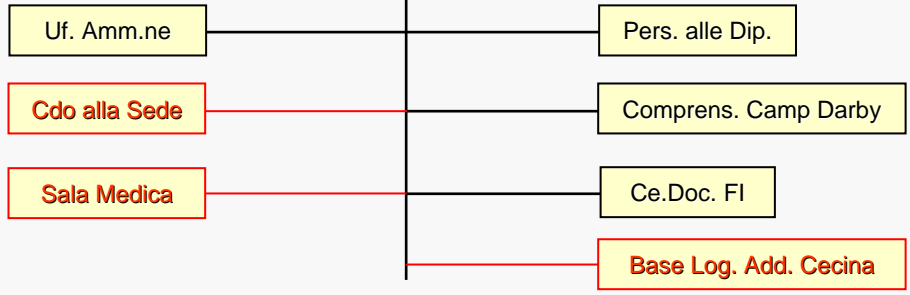 Uf. Amm.ne
Pers. alle Dip.
Cdo alla Sede
Comprens. Camp Darby
Sala Medica
Ce.Doc. FI
Base Log. Add. Cecina